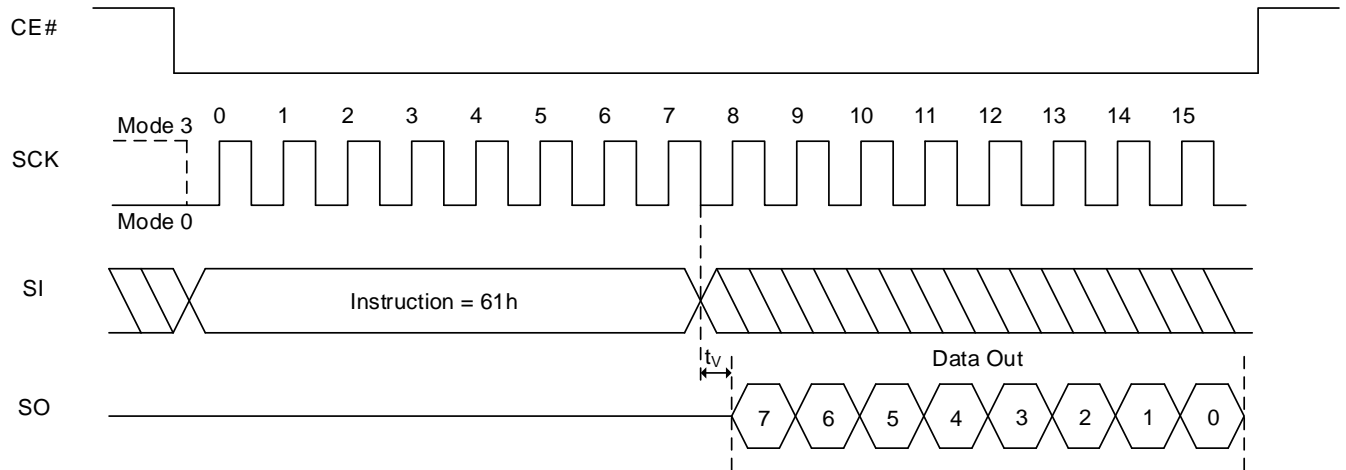 CE#
0 1 2 3 4 5 6 7 8 9 10 11 12 13 14 15
Mode 3
SCK
Mode 0
SI
Instruction = 61h
tV
Data Out
SO
7 6 5 4 3 2 1 0